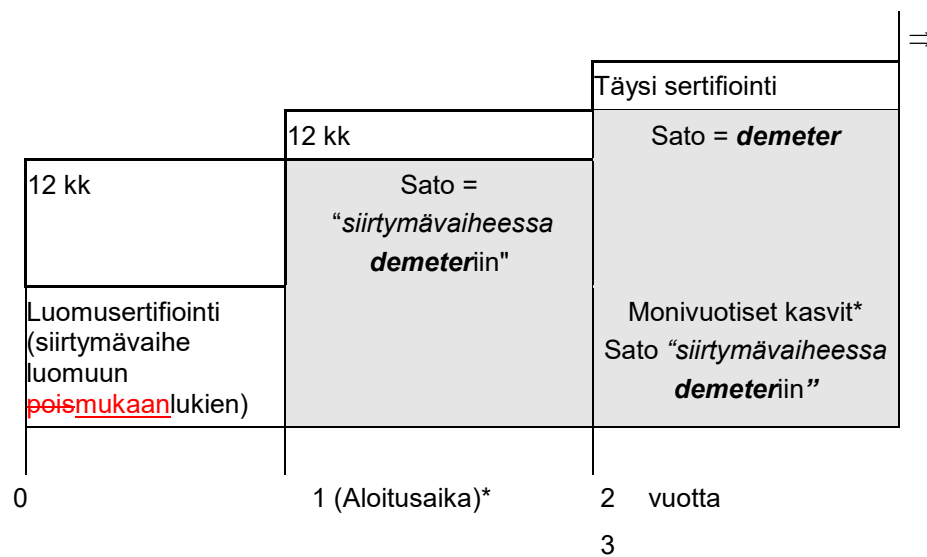 ⇒
Täysi sertifiointi
12 kk
Sato = demeter
12 kk
Sato =
“siirtymävaiheessa
demeteriin"
Luomusertifiointi
(siirtymävaihe
luomuun
poismukaanlukien)
Monivuotiset kasvit*
Sato “siirtymävaiheessa
demeteriin”
0 1 (Aloitusaika)* 2 vuotta
3